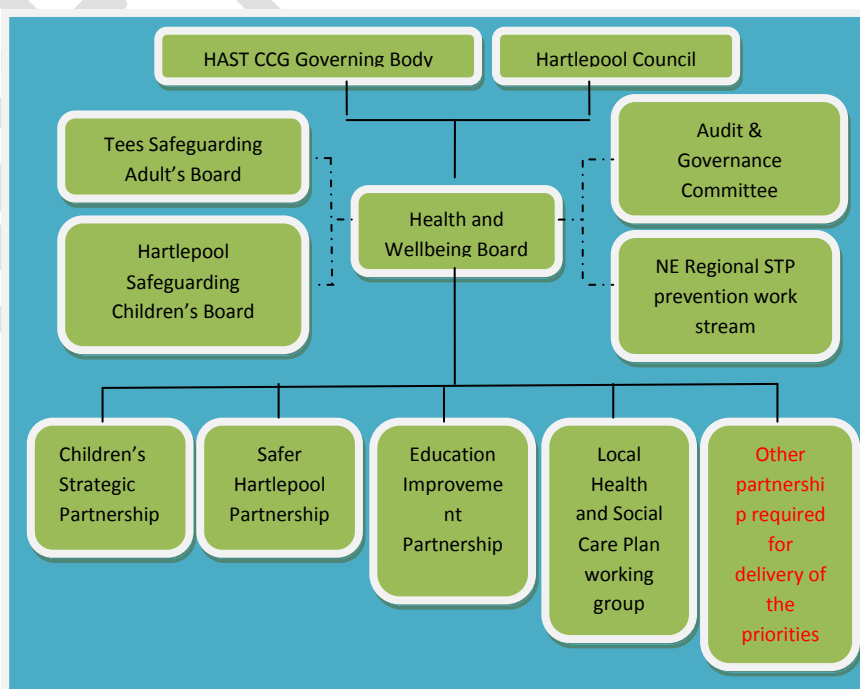 HAST CCG Governing Body
Hartlepool Council
Tees Safeguarding
Adult’s Board
Audit &
Governance
Committee
Health and
Wellbeing Board
Hartlepool
Safeguarding
Children’s Board
NE Regional STP
prevention work
stream
Children’s
Strategic
Partnership
Safer
Hartlepool
Partnership
Education
Improveme
nt
Partnership
Local
Health
and Social
Care Plan
working
group
Other
partnershi
p required
for
delivery of
the
priorities